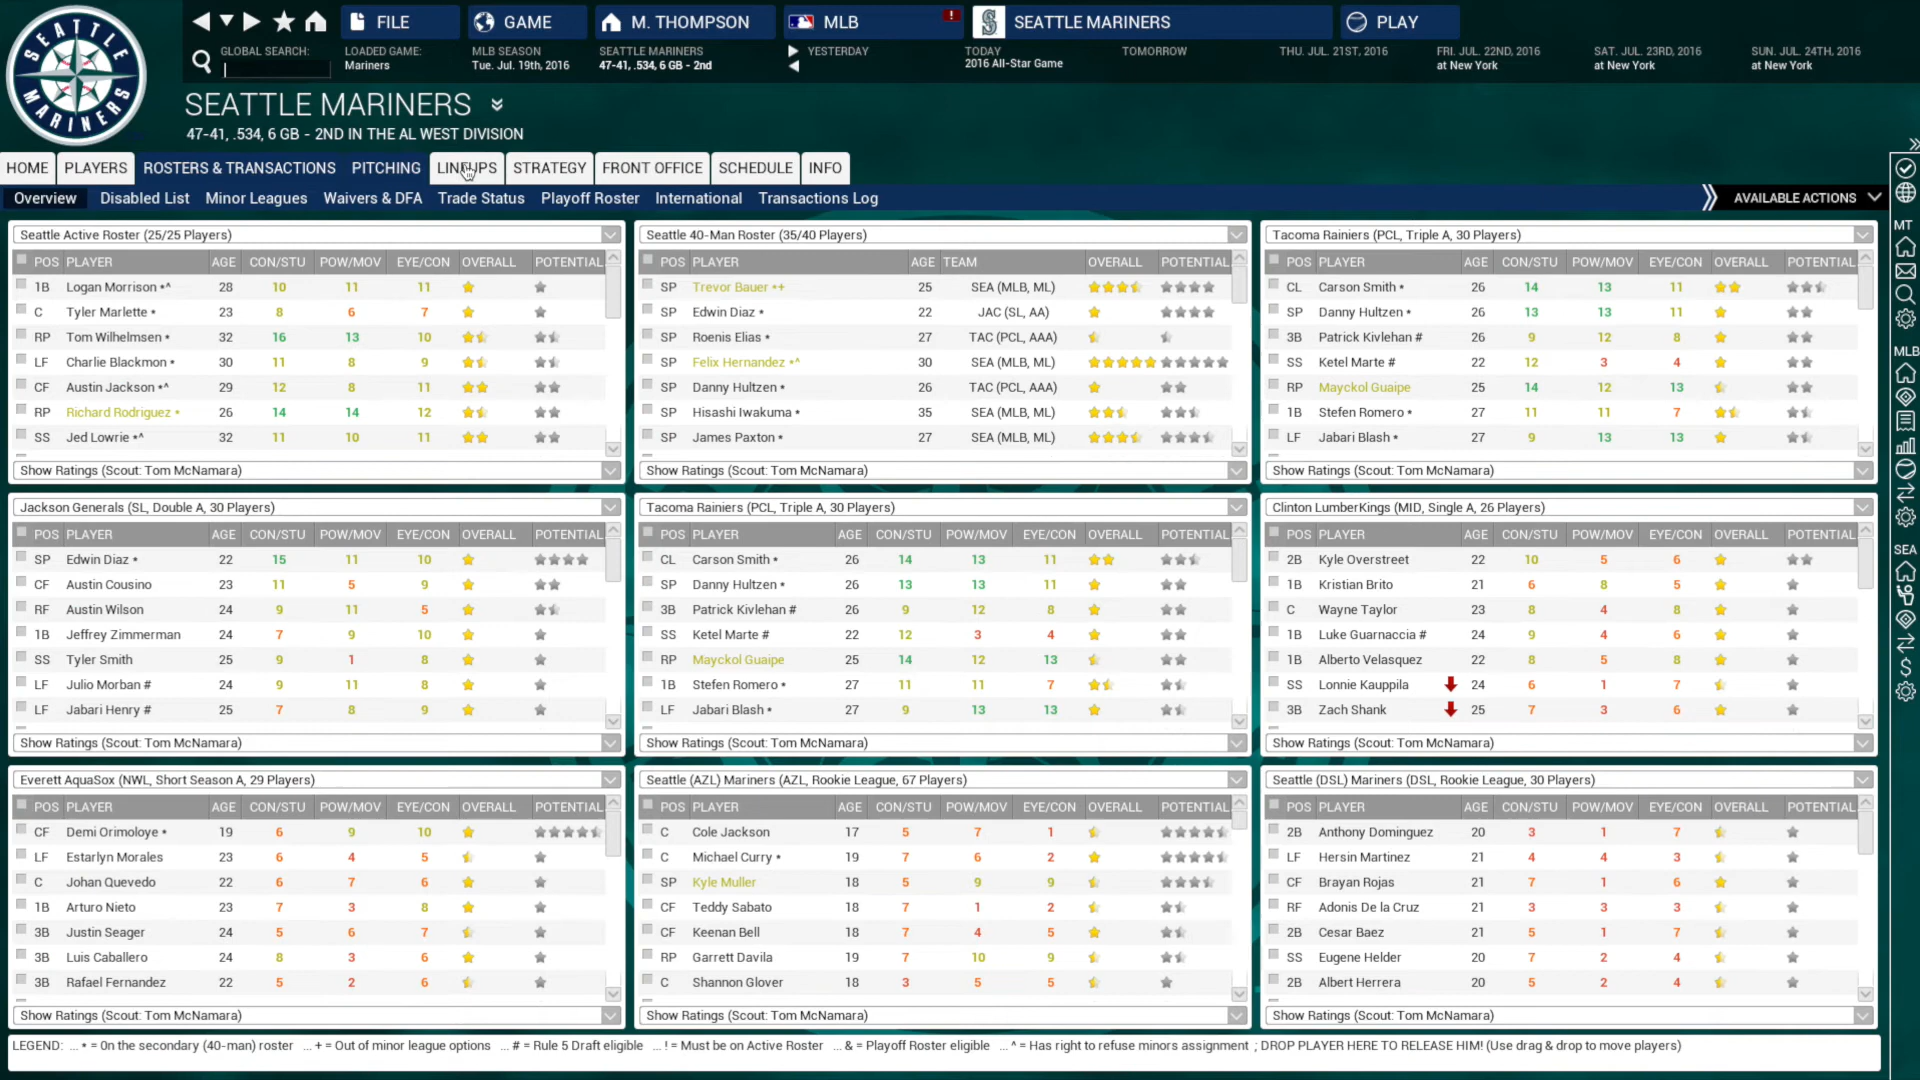 SEATTLE MARINERS
FILE GAME M. THOMPSON MLB ! SEATTLE MARINERS PLAY
GLOBAL SEARCH: LOADED GAME: MLB SEASON SEATTLE MARINERS YESTERDAY TODAY TOMORROW THU. JUL. 21ST, 2016 FRI. JUL. 22ND, 2016 SAT. JUL. 23RD, 2016 SUN. JUL. 24TH, 2016
Mariners Tue. Jul. 19th, 2016 47-41, .534, 6 GB - 2nd 2016 All-Star Game at New York at New York at New York
SEATTLE MARINERS
47-41, .534, 6 GB - 2ND IN THE AL WEST DIVISION
HOME PLAYERS ROSTERS & TRANSACTIONS PITCHING LINEUPS STRATEGY FRONT OFFICE SCHEDULE INFO
Overview Disabled List Minor Leagues Waivers & DFA Trade Status Playoff Roster International Transactions Log AVAILABLE ACTIONS
Seattle Active Roster (25/25 Players)
POS PLAYER AGE CON/STU POW/MOV EYE/CON OVERALL POTENTIAL
1B Logan Morrison *^ 28 10 11 11
C Tyler Marlette * 23 8 6 7
RP Tom Wilhelmsen * 32 16 13 10
LF Charlie Blackmon * 30 11 8 9
CF Austin Jackson *^ 29 12 8 11
RP Richard Rodriguez * 26 14 14 12
SS Jed Lowrie *^ 32 11 10 11
Show Ratings (Scout: Tom McNamara)
Seattle 40-Man Roster (35/40 Players)
POS PLAYER AGE TEAM OVERALL POTENTIAL
SP Trevor Bauer *+ 25 SEA (MLB, ML)
SP Edwin Diaz * 22 JAC (SL, AA)
SP Roenis Elias * 27 TAC (PCL, AAA)
SP Felix Hernandez *^ 30 SEA (MLB, ML)
SP Danny Hultzen * 26 TAC (PCL, AAA)
SP Hisashi Iwakuma * 35 SEA (MLB, ML)
SP James Paxton * 27 SEA (MLB, ML)
Show Ratings (Scout: Tom McNamara)
Tacoma Rainiers (PCL, Triple A, 30 Players)
POS PLAYER AGE CON/STU POW/MOV EYE/CON OVERALL POTENTIAL
CL Carson Smith * 26 14 13 11
SP Danny Hultzen * 26 13 13 11
3B Patrick Kivlehan # 26 9 12 8
SS Ketel Marte # 22 12 3 4
RP Mayckol Guaipe 25 14 12 13
1B Stefen Romero * 27 11 11 7
LF Jabari Blash * 27 9 13 13
Show Ratings (Scout: Tom McNamara)
Jackson Generals (SL, Double A, 30 Players)
POS PLAYER AGE CON/STU POW/MOV EYE/CON OVERALL POTENTIAL
SP Edwin Diaz * 22 15 11 10
CF Austin Cousino 23 11 5 9
RF Austin Wilson 24 9 11 5
1B Jeffrey Zimmerman 24 7 9 10
SS Tyler Smith 25 9 1 8
LF Julio Morban # 24 9 11 8
LF Jabari Henry # 25 7 8 9
Show Ratings (Scout: Tom McNamara)
Tacoma Rainiers (PCL, Triple A, 30 Players)
POS PLAYER AGE CON/STU POW/MOV EYE/CON OVERALL POTENTIAL
CL Carson Smith * 26 14 13 11
SP Danny Hultzen * 26 13 13 11
3B Patrick Kivlehan # 26 9 12 8
SS Ketel Marte # 22 12 3 4
RP Mayckol Guaipe 25 14 12 13
1B Stefen Romero * 27 11 11 7
LF Jabari Blash * 27 9 13 13
Show Ratings (Scout: Tom McNamara)
Clinton LumberKings (MID, Single A, 26 Players)
POS PLAYER AGE CON/STU POW/MOV EYE/CON OVERALL POTENTIAL
2B Kyle Overstreet 22 10 5 6
1B Kristian Brito 21 6 8 5
C Wayne Taylor 23 8 4 8
1B Luke Guarnaccia # 24 9 4 6
1B Alberto Velasquez 22 8 5 8
SS Lonnie Kauppila 24 6 1 7
3B Zach Shank 25 7 3 6
Show Ratings (Scout: Tom McNamara)
Everett AquaSox (NWL, Short Season A, 29 Players)
POS PLAYER AGE CON/STU POW/MOV EYE/CON OVERALL POTENTIAL
CF Demi Orimoloye * 19 6 9 10
LF Estarlyn Morales 23 6 4 5
C Johan Quevedo 22 6 7 6
1B Arturo Nieto 23 7 3 8
3B Justin Seager 24 5 6 7
3B Luis Caballero 24 8 3 6
3B Rafael Fernandez 22 5 2 6
Show Ratings (Scout: Tom McNamara)
Seattle (AZL) Mariners (AZL, Rookie League, 67 Players)
POS PLAYER AGE CON/STU POW/MOV EYE/CON OVERALL POTENTIAL
C Cole Jackson 17 5 7 1
C Michael Curry * 19 7 6 2
SP Kyle Muller 18 5 9 9
CF Teddy Sabato 18 7 1 2
CF Keenan Bell 18 7 4 5
RP Garrett Davila 19 7 10 9
C Shannon Glover 18 3 5 5
Show Ratings (Scout: Tom McNamara)
Seattle (DSL) Mariners (DSL, Rookie League, 30 Players)
POS PLAYER AGE CON/STU POW/MOV EYE/CON OVERALL POTENTIAL
2B Anthony Dominguez 20 3 1 7
LF Hersin Martinez 21 4 4 3
CF Brayan Rojas 21 7 1 6
RF Adonis De la Cruz 21 3 3 3
2B Cesar Baez 21 5 1 7
SS Eugene Helder 20 7 2 4
2B Albert Herrera 20 5 2 4
Show Ratings (Scout: Tom McNamara)
MT
MLB
SEA
LEGEND: ... * = On the secondary (40-man) roster ... + = Out of minor league options ... # = Rule 5 Draft eligible ... ! = Must be on Active Roster ... & = Playoff Roster eligible ... ^ = Has right to refuse minors assignment ; DROP PLAYER HERE TO RELEASE HIM! (Use drag & drop to move players)